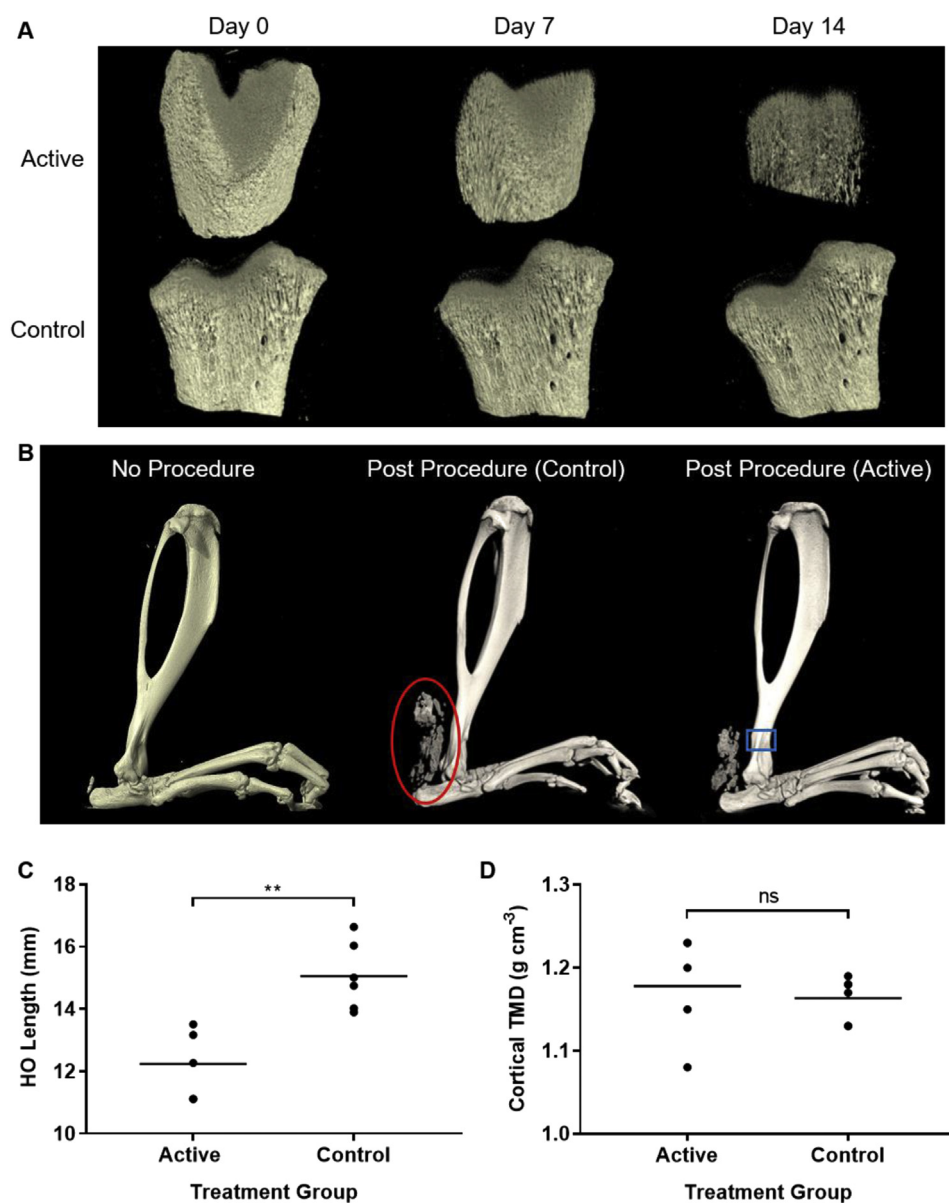 A
Day 0 Day 7 Day 14
Active
Control
B
No Procedure Post Procedure (Control) Post Procedure (Active)
C
18
16
14
12
10
HO Length (mm)
**
Active Control
Treatment Group
D
1.3
1.2
1.1
1.0
Cortical TMD (g cm⁻³)
ns
Active Control
Treatment Group